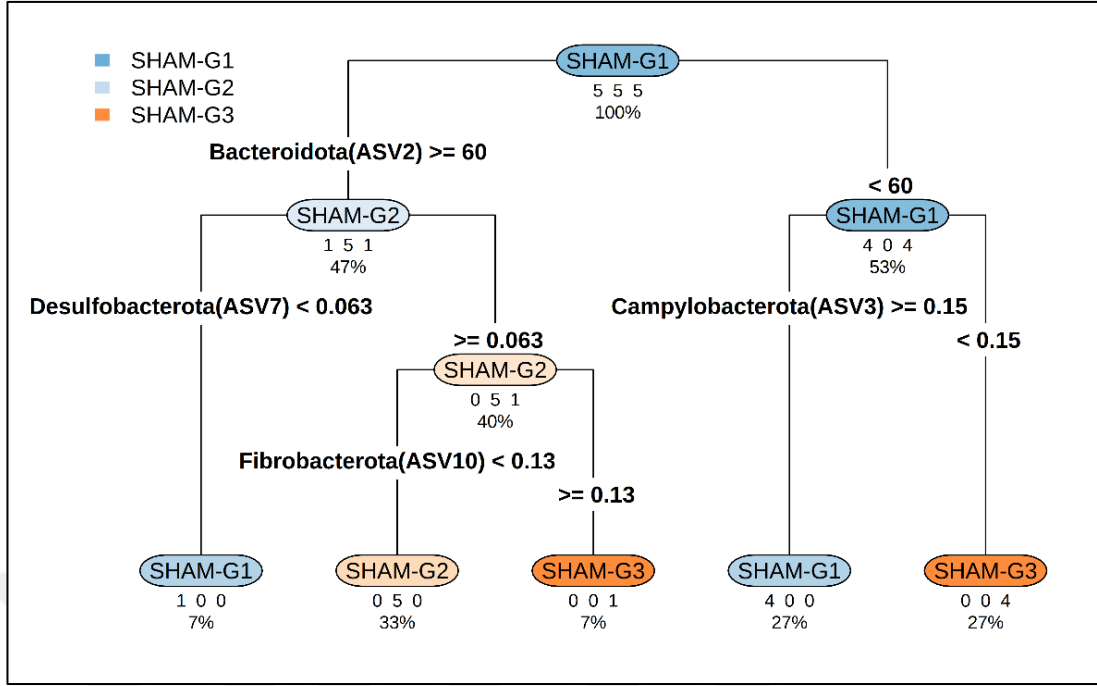 SHAM-G1
SHAM-G2
SHAM-G3
SHAM-G1
5 5 5
100%
Bacteroidota(ASV2) >= 60
< 60
SHAM-G2
1 5 1
47%
SHAM-G1
4 0 4
53%
Desulfobacterota(ASV7) < 0.063
>= 0.063
Campylobacterota(ASV3) >= 0.15
< 0.15
SHAM-G2
0 5 1
40%
Fibrobacterota(ASV10) < 0.13
>= 0.13
SHAM-G1
1 0 0
7%
SHAM-G2
0 5 0
33%
SHAM-G3
0 0 1
7%
SHAM-G1
4 0 0
27%
SHAM-G3
0 0 4
27%